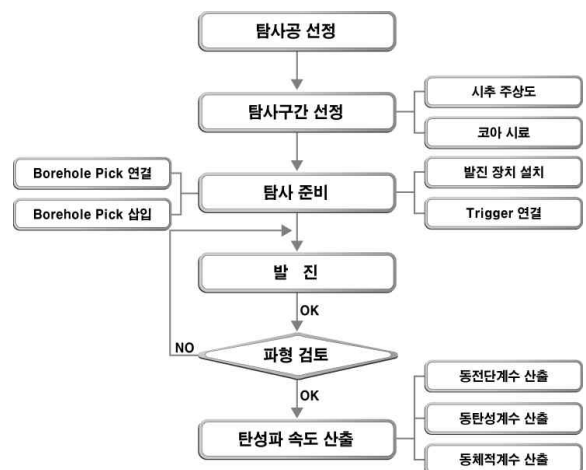 탐사공 선정
탐사구간 선정
시추 주상도
코아 시료
Borehole Pick 연결
Borehole Pick 삽입
탐사 준비
발진 장치 설치
Trigger 연결
발 진
OK
NO
파형 검토
OK
탄성파 속도 산출
동전단계수 산출
동탄성계수 산출
동체적계수 산출